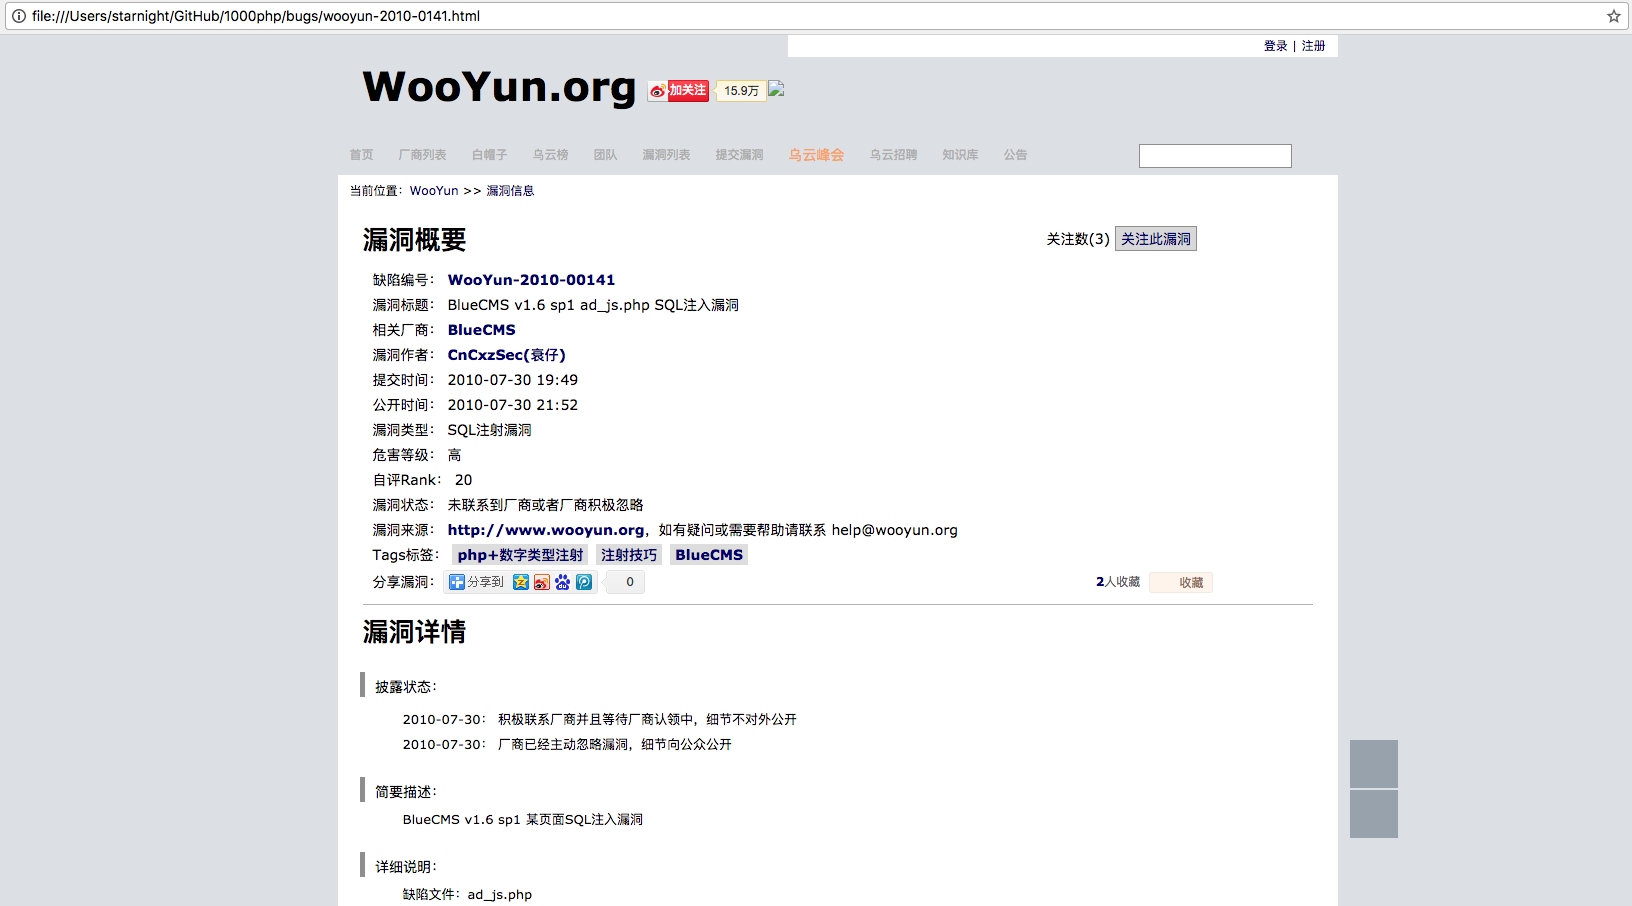 file:///Users/starnight/GitHub/1000php/bugs/wooyun-2010-0141.html
登录 | 注册
WooYun.org 加关注 15.9万
首页 厂商列表 白帽子 乌云榜 团队 漏洞列表 提交漏洞 乌云峰会 乌云招聘 知识库 公告
当前位置：WooYun >> 漏洞信息
漏洞概要 关注数(3) 关注此漏洞
缺陷编号： WooYun-2010-00141
漏洞标题： BlueCMS v1.6 sp1 ad_js.php SQL注入漏洞
相关厂商： BlueCMS
漏洞作者： CnCxzSec(衰仔)
提交时间： 2010-07-30 19:49
公开时间： 2010-07-30 21:52
漏洞类型： SQL注射漏洞
危害等级： 高
自评Rank： 20
漏洞状态： 未联系到厂商或者厂商积极忽略
漏洞来源： http://www.wooyun.org，如有疑问或需要帮助请联系 help@wooyun.org
Tags标签： php+数字类型注射 注射技巧 BlueCMS
分享漏洞： 分享到 0 2人收藏 收藏
漏洞详情
披露状态：
2010-07-30： 积极联系厂商并且等待厂商认领中，细节不对外公开
2010-07-30： 厂商已经主动忽略漏洞，细节向公众公开
简要描述：
BlueCMS v1.6 sp1 某页面SQL注入漏洞
详细说明：
缺陷文件：ad_js.php